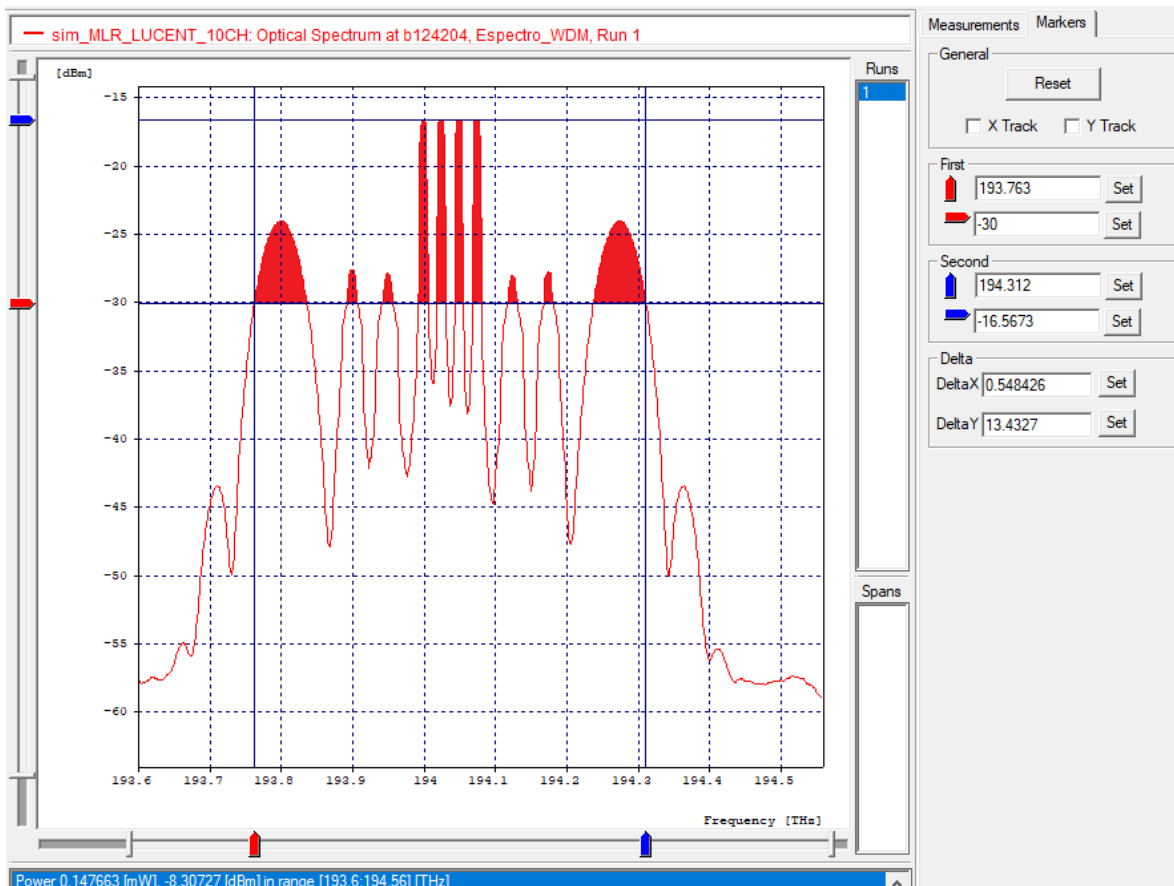 sim_MLR_LUCENT_10CH: Optical Spectrum at b124204, Espectro_WDM, Run 1
[dBm]
-15
-20
-25
-30
-35
-40
-45
-50
-55
-60
193.6 193.7 193.8 193.9 194 194.1 194.2 194.3 194.4 194.5
Frequency [THz]
Runs
1
Spans
Measurements Markers
General
Reset
X Track Y Track
First
193.763 Set
-30 Set
Second
194.312 Set
-16.5673 Set
Delta
DeltaX 0.548426 Set
DeltaY 13.4327 Set
Power 0.147663 [mW], -8.30727 [dBm] in range [193.6;194.56] [THz]